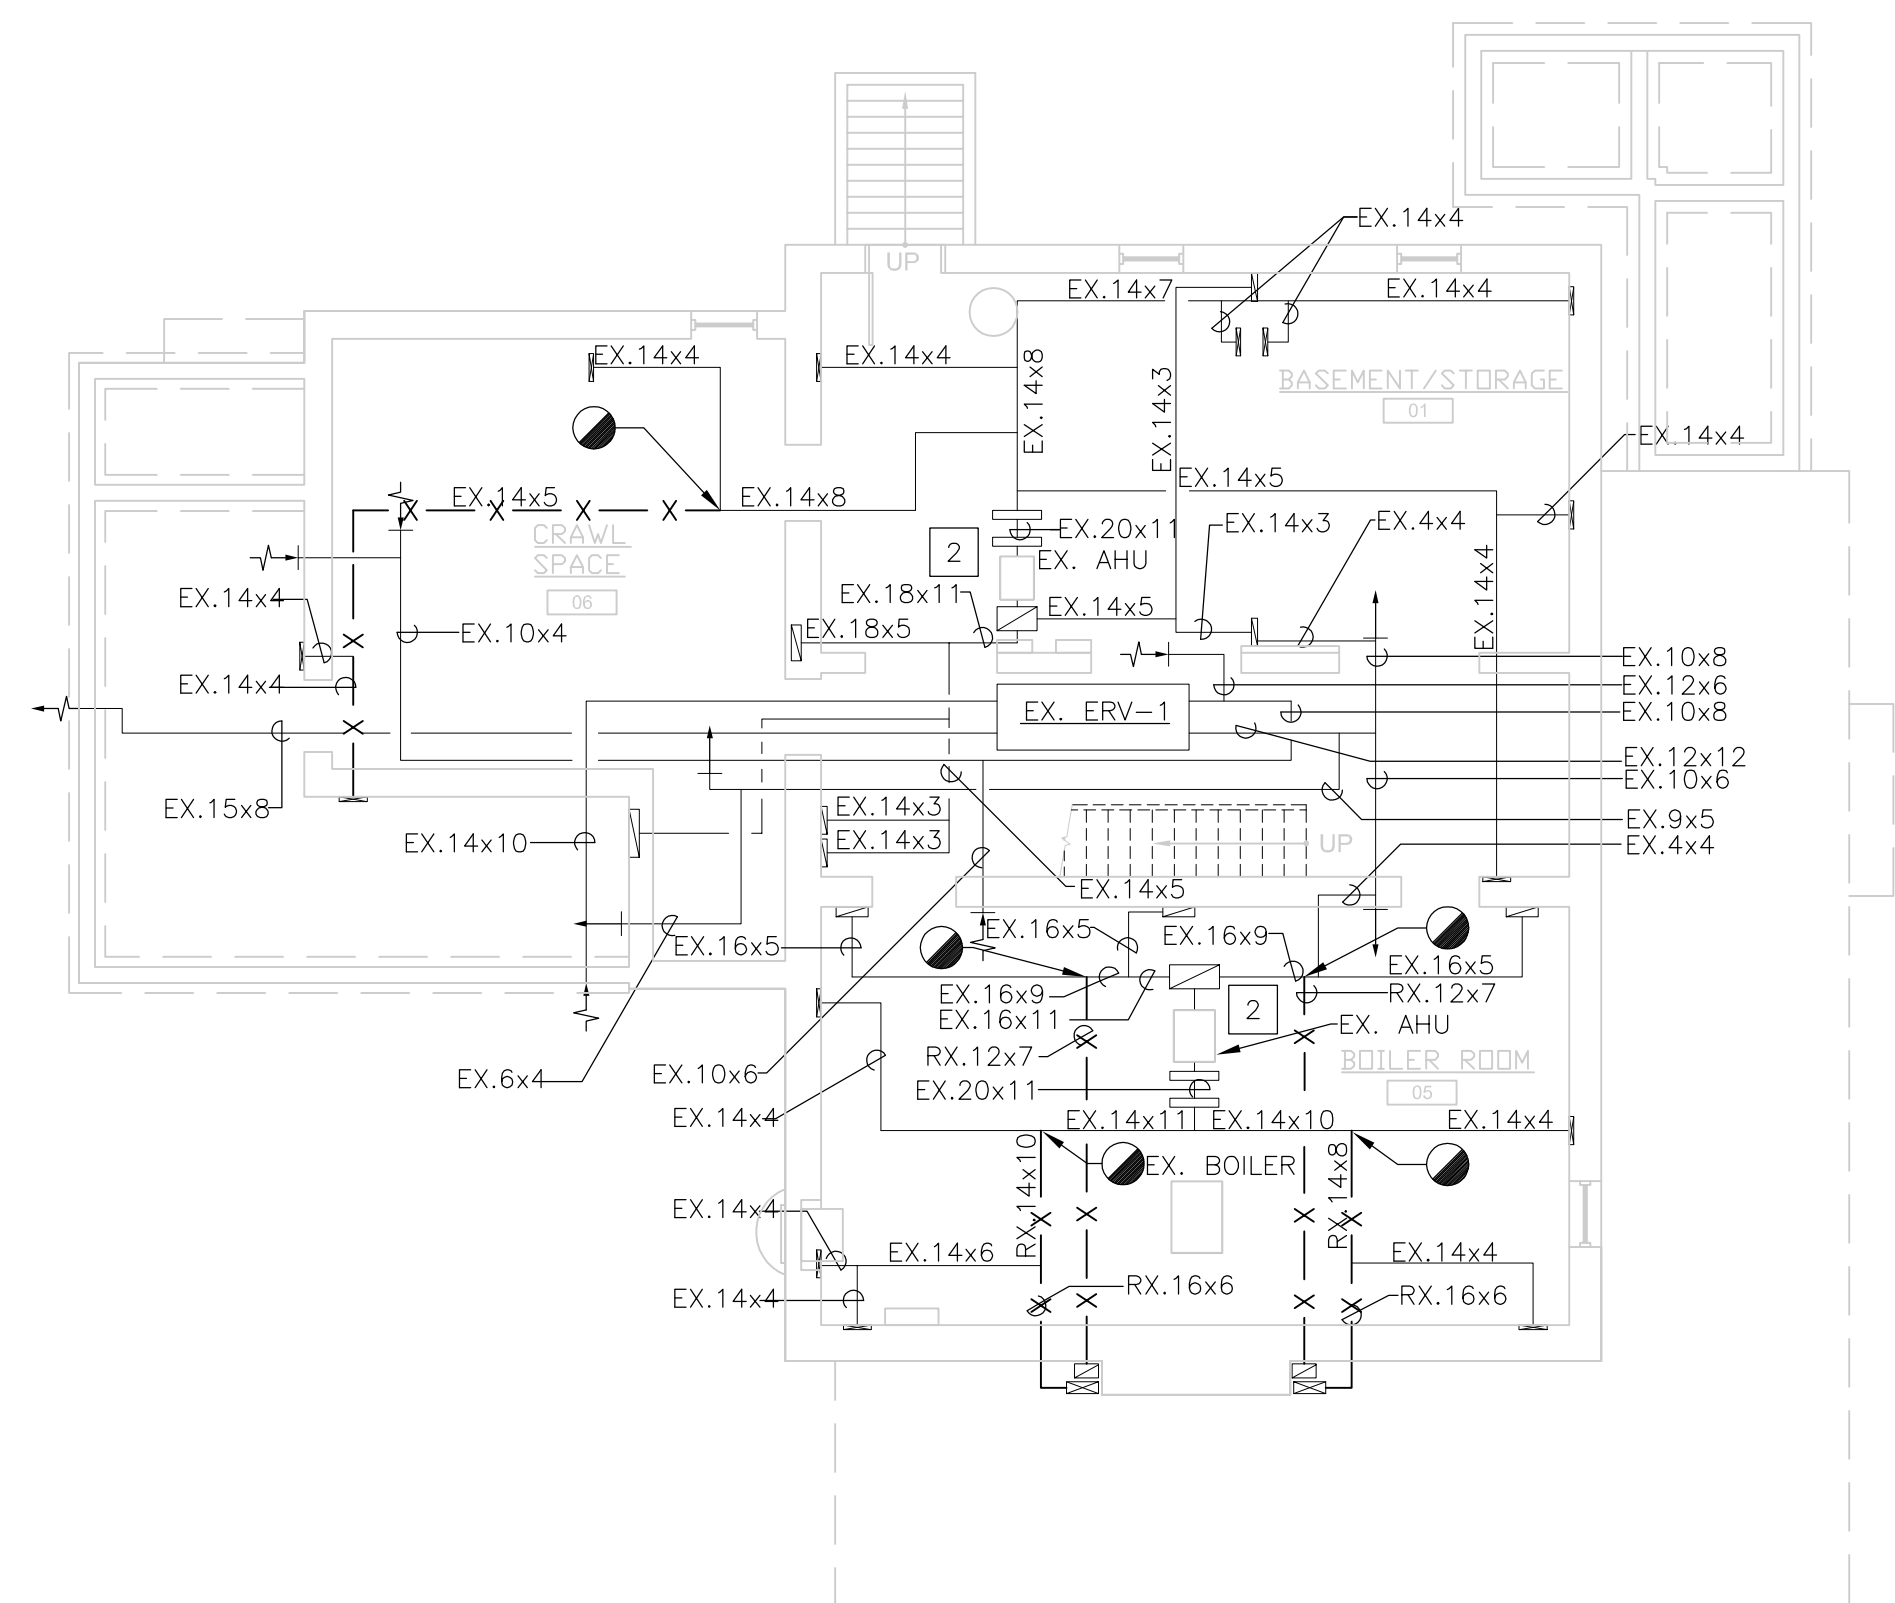 EX.14x4
UP
EX.14x7
EX.14x4
EX.14x4
EX.14x4
EX.14x8
EX.14x3
BASEMENT/STORAGE
01
EX.14x4
EX.14x5
EX.14x8
EX.14x5
CRAWL
SPACE
06
2
EX.20x11
EX. AHU
EX.14x3
EX.4x4
EX.14x4
EX.14x4
EX.18x11
EX.14x5
EX.10x4
EX.18x5
EX.10x8
EX.14x4
EX.12x6
EX. ERV-1
EX.10x8
EX.12x12
EX.10x6
EX.15x8
EX.14x3
EX.14x3
EX.9x5
EX.14x10
UP
EX.4x4
EX.14x5
EX.16x5
EX.16x5
EX.16x9
EX.16x5
EX.16x9
RX.12x7
EX.16x11
2
EX. AHU
RX.12x7
BOILER ROOM
05
EX.6x4
EX.10x6
EX.20x11
EX.14x4
EX.14x11
EX.14x10
EX.14x4
RX.14x10
EX. BOILER
RX.14x8
EX.14x4
EX.14x6
EX.14x4
EX.14x4
RX.16x6
RX.16x6